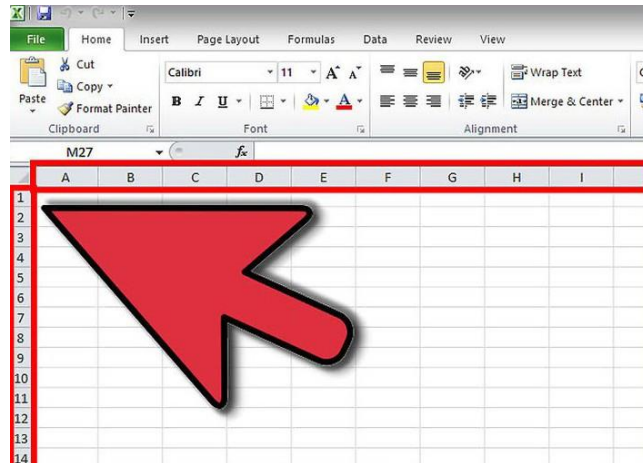 File Home Insert Page Layout Formulas Data Review View
Cut
Calibri 11 A A Wrap Text
Copy
Paste
Format Painter
B I U A Merge & Center
Clipboard Font Alignment
M27 fx
A B C D E F G H I
1
2
3
4
5
6
7
8
9
10
11
12
13
14